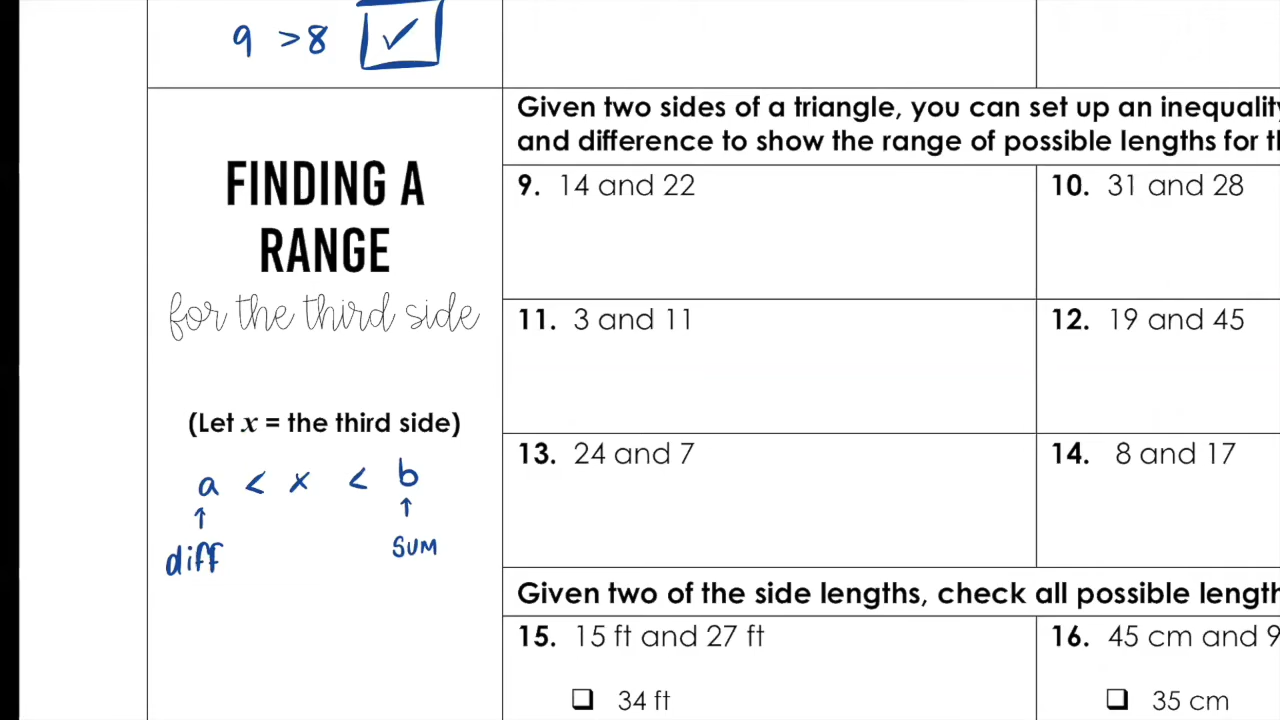 9 > 8 ✓
Given two sides of a triangle, you can set up an inequality
and difference to show the range of possible lengths for
FINDING A
RANGE
for the third side
(Let x = the third side)
a < x < b
↑ ↑
diff SUM
9. 14 and 22
10. 31 and 28
11. 3 and 11
12. 19 and 45
13. 24 and 7
14. 8 and 17
Given two of the side lengths, check all possible
15. 15 ft and 27 ft
16. 45 cm and
☐ 34 ft
☐ 35 cm